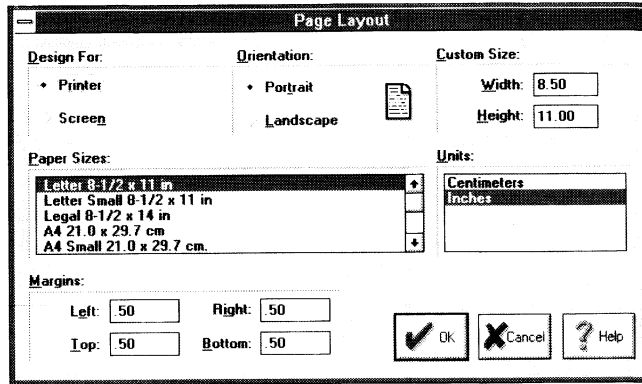 Page Layout
Design For:
Printer
Screen
Orientation:
Portrait
Landscape
Custom Size:
Width: 8.50
Height: 11.00
Paper Sizes:
Letter 8-1/2 x 11 in
Letter Small 8-1/2 x 11 in
Legal 8-1/2 x 14 in
A4 21.0 x 29.7 cm
A4 Small 21.0 x 29.7 cm.
Units:
Centimeters
Inches
Margins:
Left: .50 Right: .50
Top: .50 Bottom: .50
OK Cancel Help